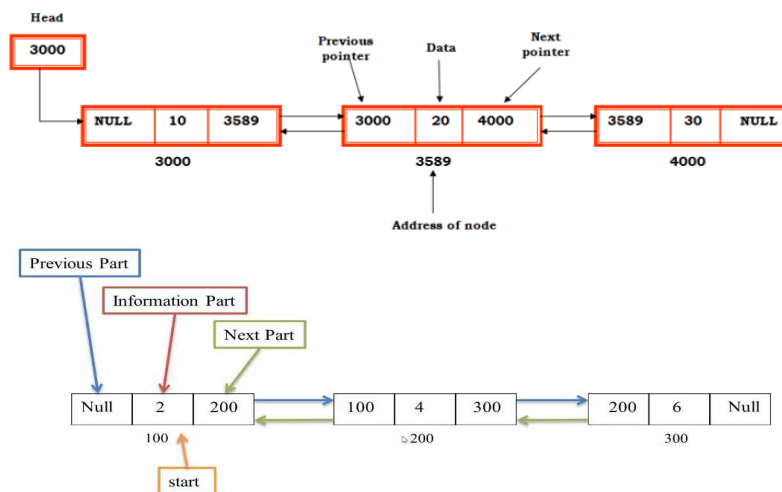 Head
3000
Previous pointer
Data
Next pointer
NULL 10 3589
3000 20 4000
3589 30 NULL
3000
3589
4000
Address of node
Previous Part
Information Part
Next Part
Null 2 200
100 4 300
200 6 Null
100
200
300
start